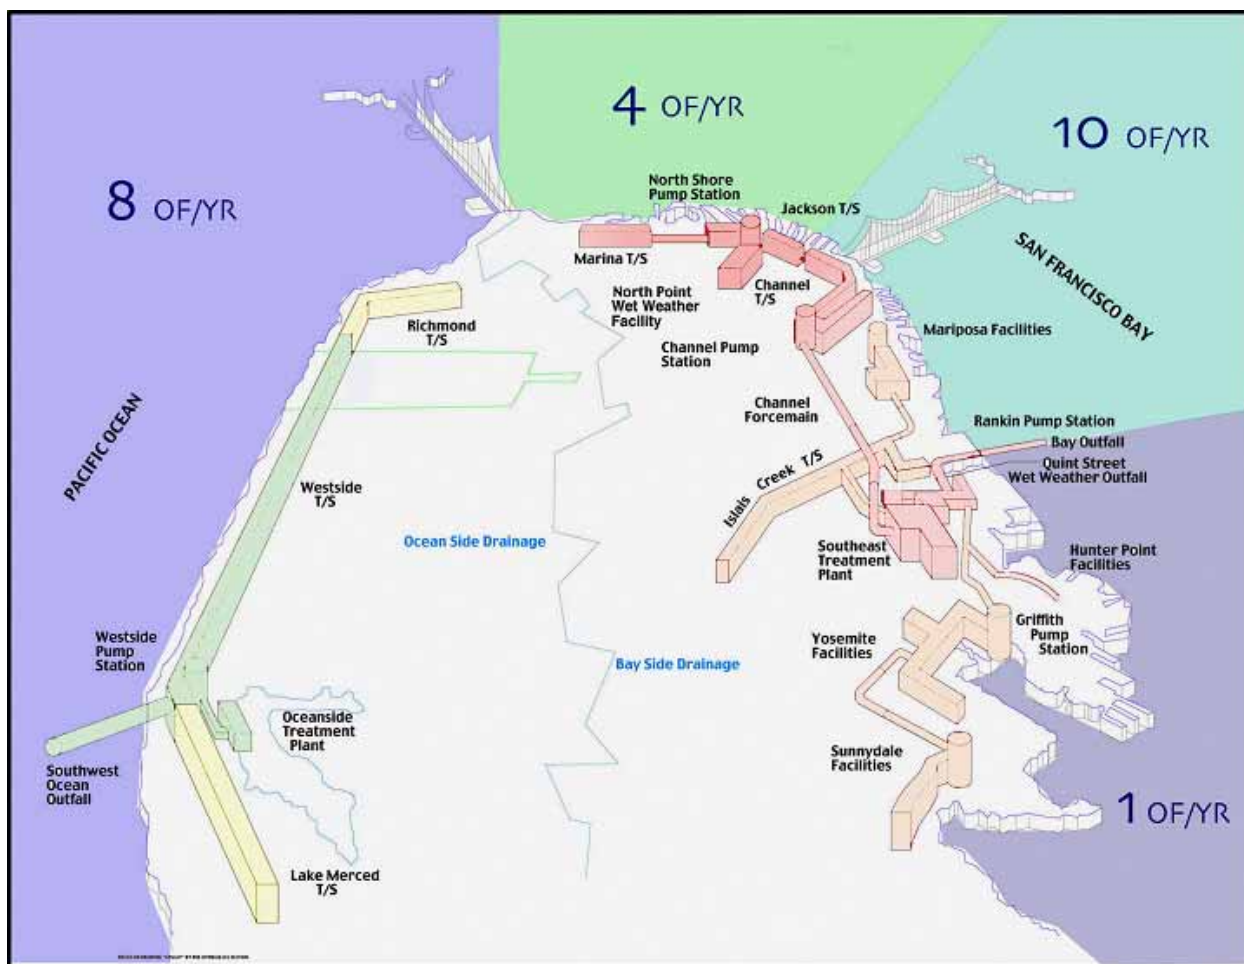 4 OF/YR
10 OF/YR
8 OF/YR
North Shore
Pump Station
Jackson T/S
SAN FRANCISCO BAY
Marina T/S
Channel
T/S
North Point
Wet Weather
Facility
Richmond
T/S
Mariposa Facilities
Channel Pump
Station
PACIFIC OCEAN
Channel
Forcemain
Rankin Pump Station
Bay Outfall
Quint Street
Wet Weather Outfall
Westside
T/S
Islais Creek T/S
Ocean Side Drainage
Southeast
Treatment
Plant
Hunter Point
Facilities
Westside
Pump
Station
Yosemite
Facilities
Griffith
Pump
Station
Bay Side Drainage
Oceanside
Treatment
Plant
Sunnydale
Facilities
Southwest
Ocean
Outfall
1 OF/YR
Lake Merced
T/S